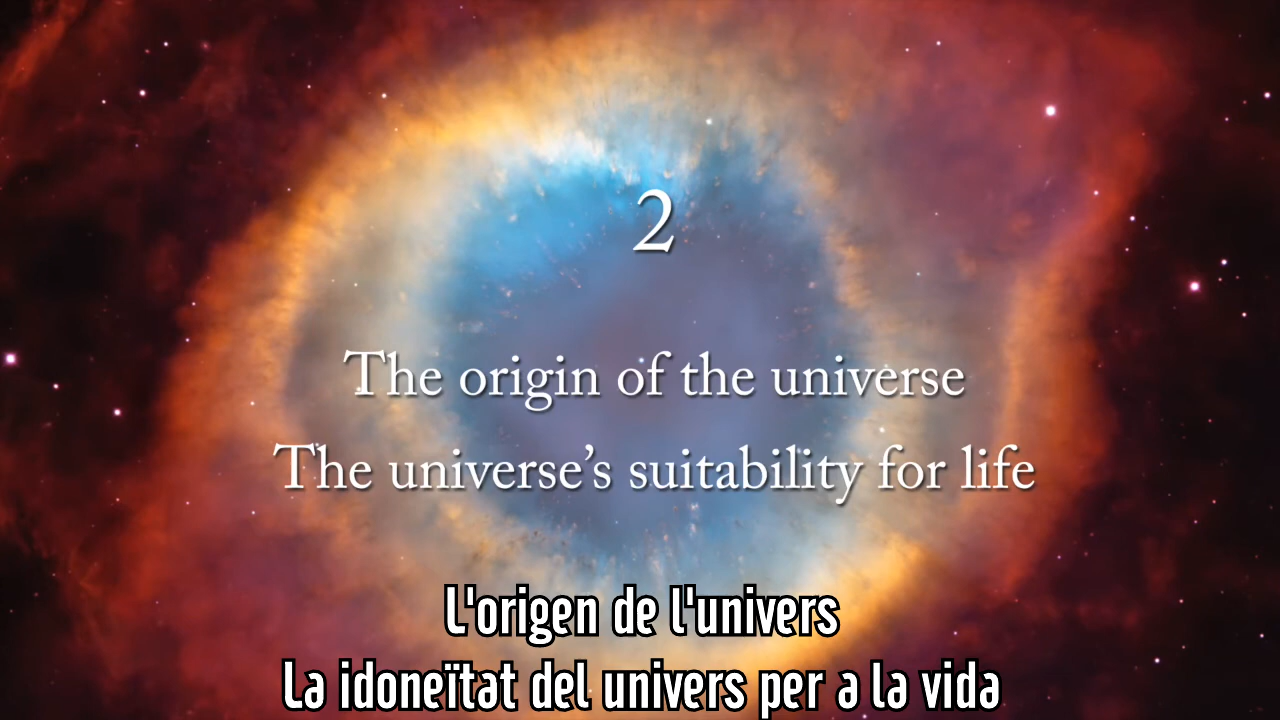 2
The origin of the universe
The universe’s suitability for life
L'origen de l'univers
La idoneïtat del univers per a la vida